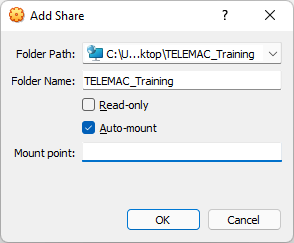 Add Share
Folder Path: C:\U...ktop\TELEMAC_Training
Folder Name: TELEMAC_Training
Read-only
Auto-mount
Mount point:
OK Cancel